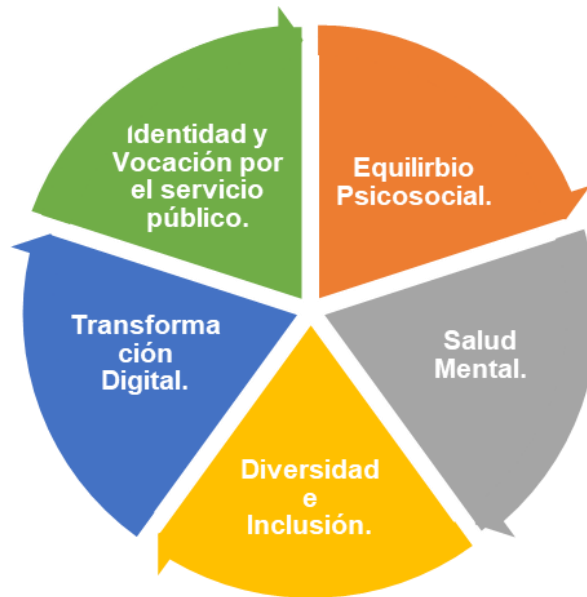 Identidad y
Vocación por
el servicio
público.
Equilirbio
Psicosocial.
Salud
Mental.
Diversidad
e
Inclusión.
Transforma
ción
Digital.